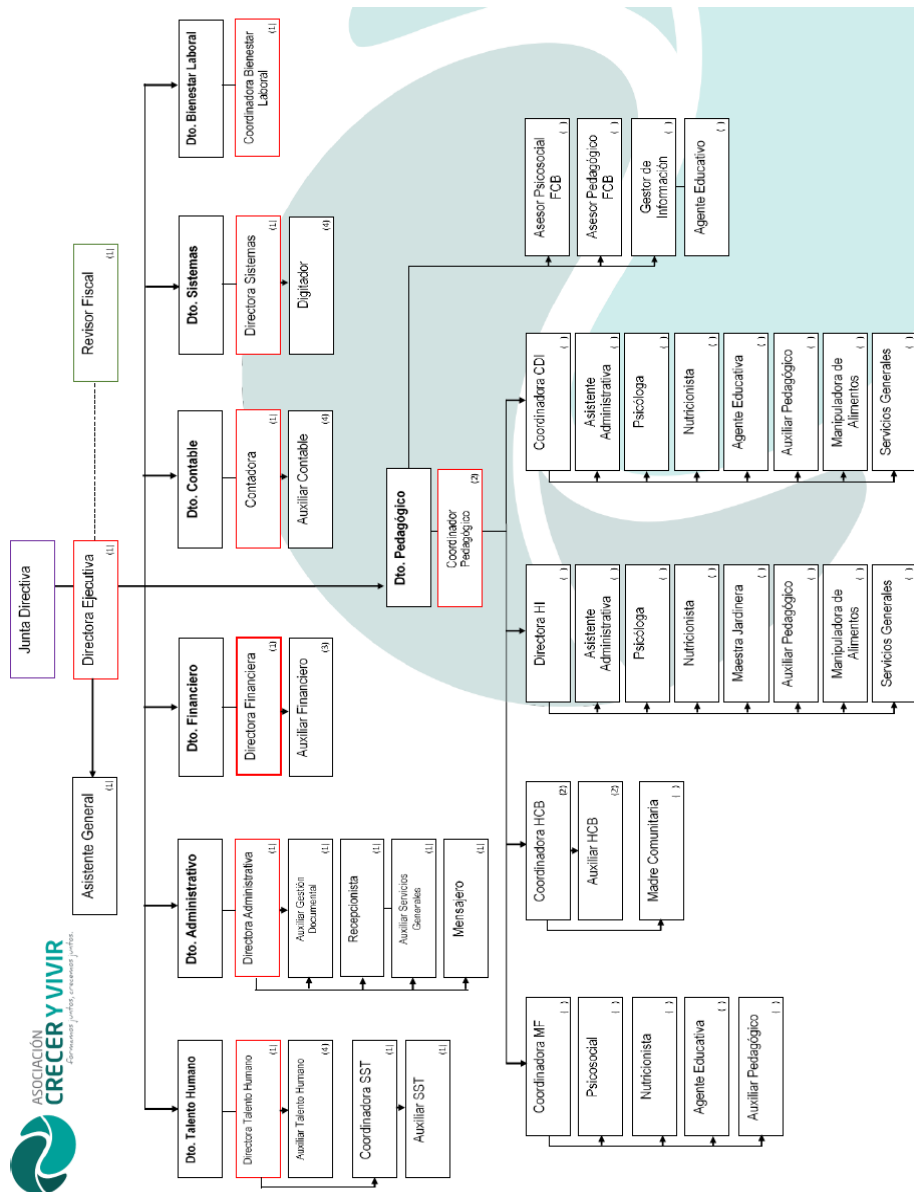 ASOCIACIÓN
CRECER Y VIVIR
Formemos juntos, crecemos juntos.
Junta Directiva
Directora Ejecutiva
(1)
Revisor Fiscal
(1)
Asistente General
(1)
Dto. Talento Humano
Directora Talento Humano
(1)
Auxiliar Talento Humano
(4)
Coordinadora SST
(1)
Auxiliar SST
(1)
Dto. Administrativo
Directora Administrativa
(1)
Auxiliar Gestión
Documental
(1)
Recepcionista
(1)
Auxiliar Servicios
Generales
(1)
Mensajero
(1)
Dto. Financiero
Directora Financiera
(1)
Auxiliar Financiero
(3)
Dto. Contable
Contadora
(1)
Auxiliar Contable
(4)
Dto. Sistemas
Directora Sistemas
(1)
Digitador
(4)
Dto. Bienestar Laboral
Coordinadora Bienestar
Laboral
(1)
Dto. Pedagógico
Coordinador
Pedagógico
(2)
Coordinadora MF
( )
Psicosocial
( )
Nutricionista
( )
Agente Educativa
( )
Auxiliar Pedagógico
( )
Coordinadora HCB
(2)
Auxiliar HCB
(2)
Madre Comunitaria
( )
Directora HI
( )
Asistente
Administrativa
( )
Psicóloga
( )
Nutricionista
( )
Maestra Jardinera
( )
Auxiliar Pedagógico
( )
Manipuladora de
Alimentos
( )
Servicios Generales
( )
Coordinadora CDI
( )
Asistente
Administrativa
( )
Psicóloga
( )
Nutricionista
( )
Agente Educativa
( )
Auxiliar Pedagógico
( )
Manipuladora de
Alimentos
( )
Servicios Generales
( )
Asesor Psicosocial
FCB
( )
Asesor Pedagógico
FCB
( )
Gestor de
Información
( )
Agente Educativo
( )